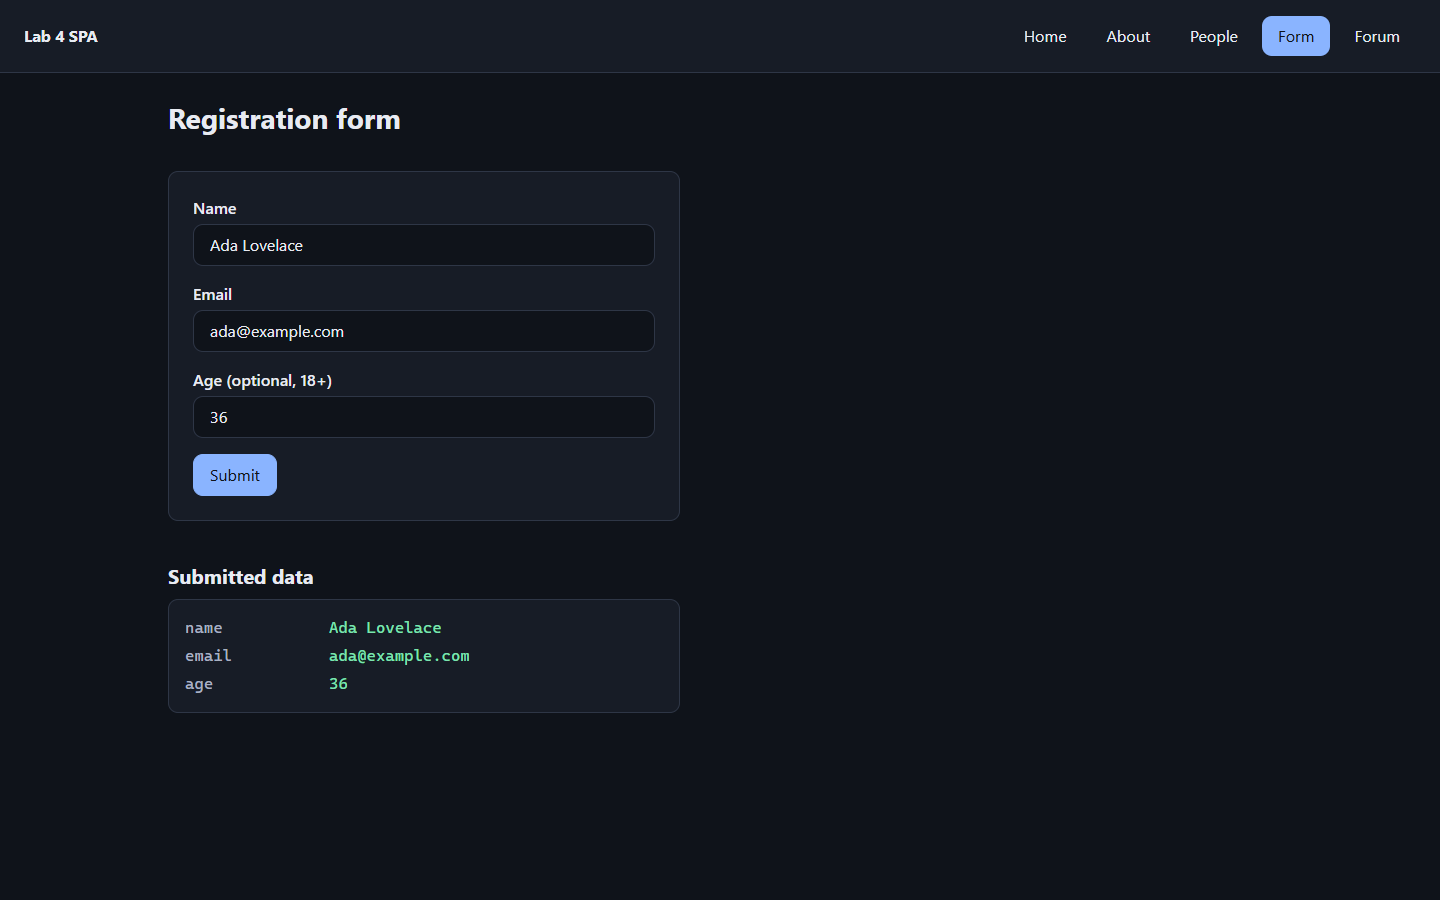 Lab 4 SPA Home About People Form Forum
Registration form
Name
Ada Lovelace
Email
ada@example.com
Age (optional, 18+)
36
Submit
Submitted data
name Ada Lovelace
email ada@example.com
age 36